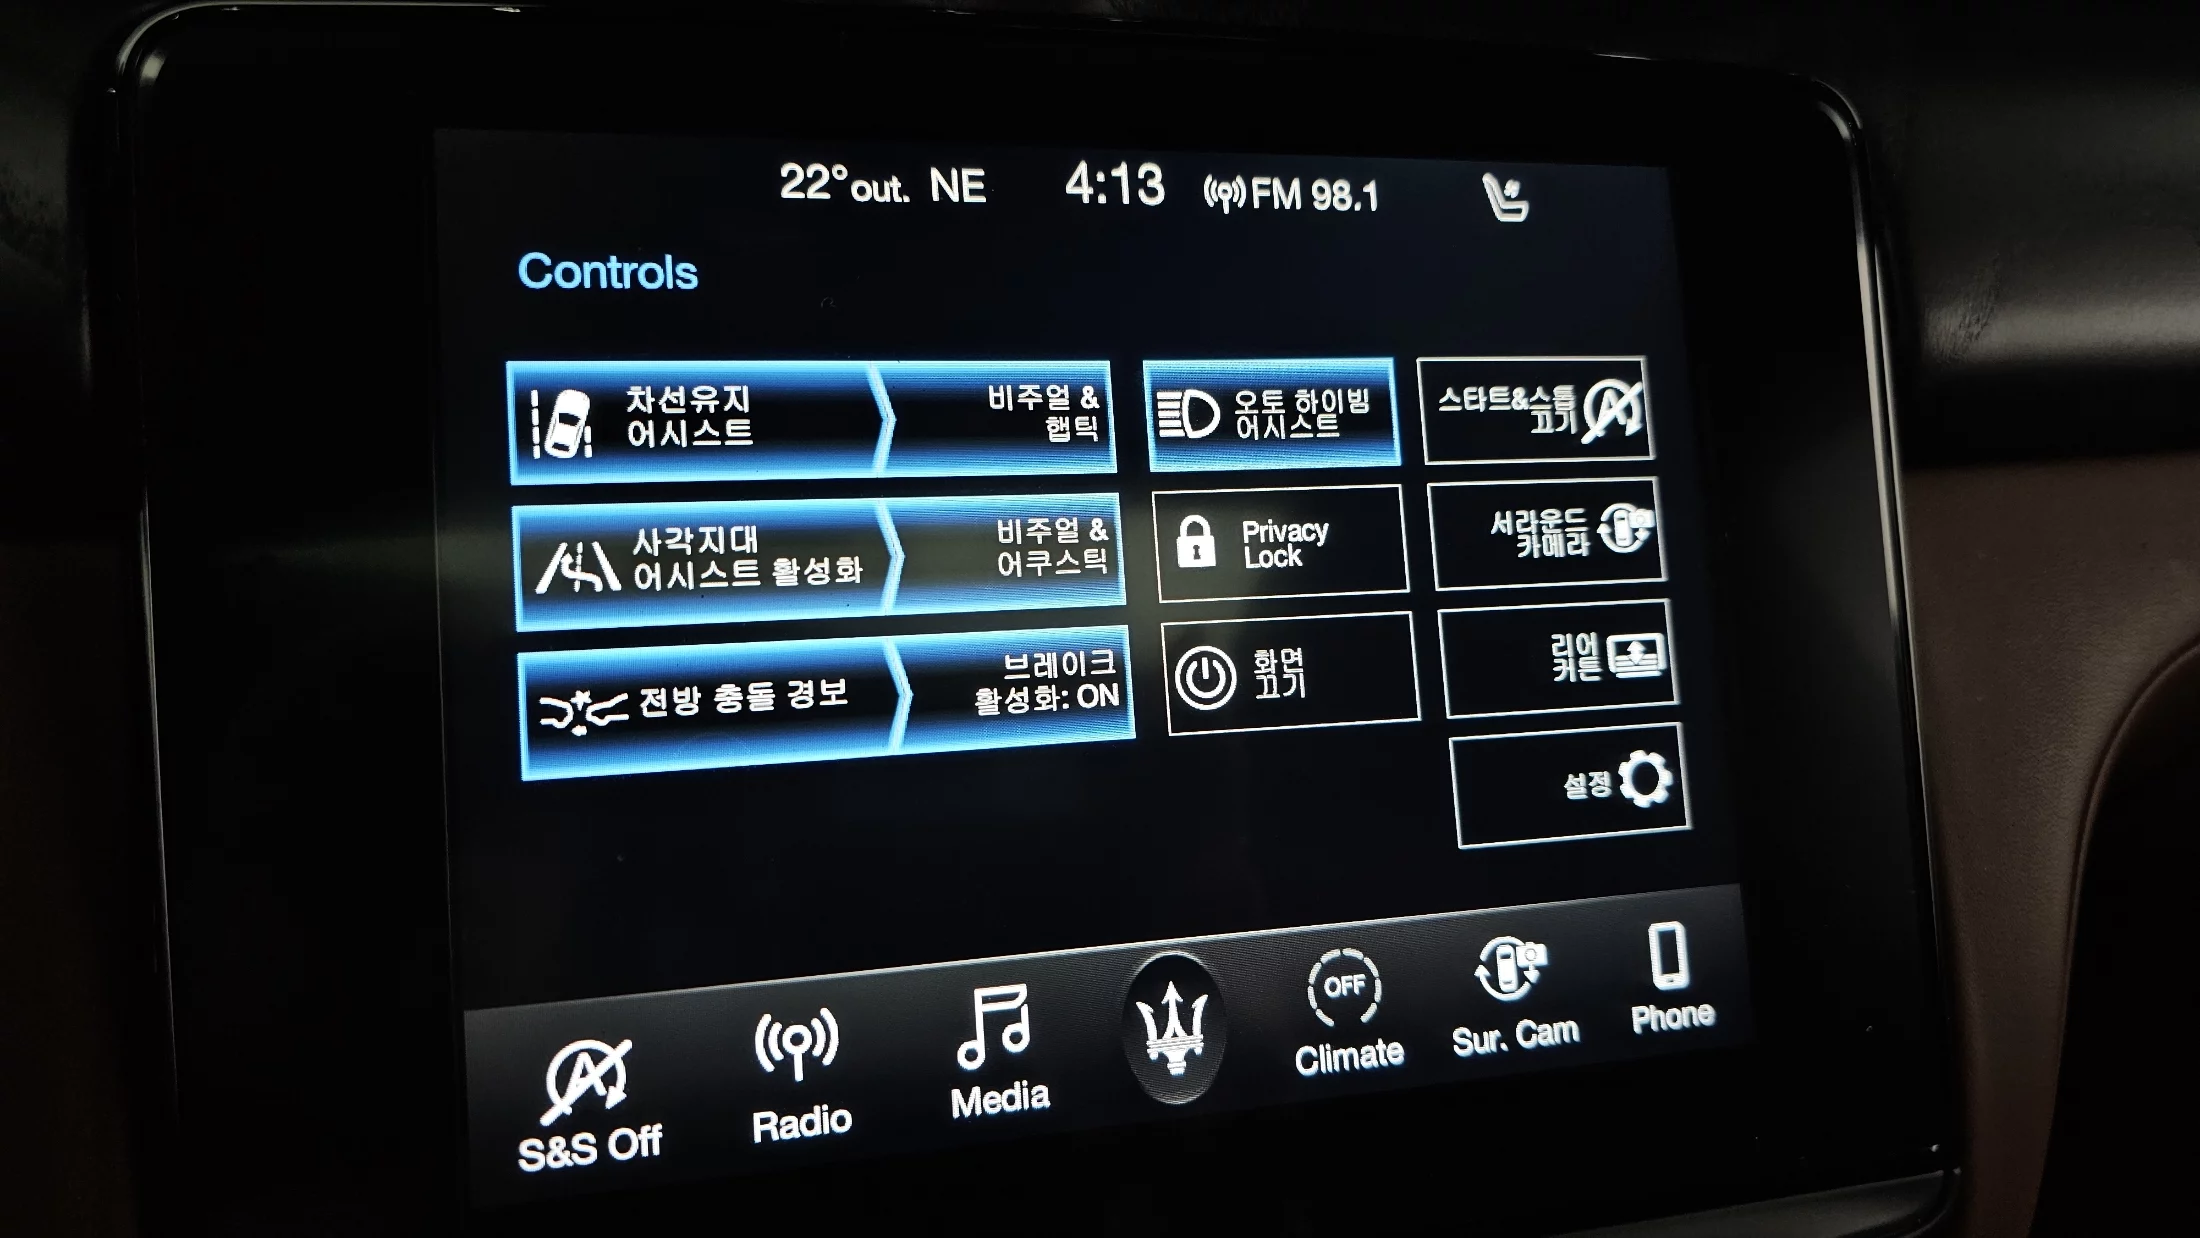 22°out. NE 4:13 FM 98.1
Controls
차선유지
어시스트
비주얼 &
햅틱
오토 하이빔
어시스트
스타트&스톱
끄기
사각지대
어시스트 활성화
비주얼 &
어쿠스틱
Privacy
Lock
서라운드
카메라
전방 충돌 경보
브레이크
활성화: ON
화면
끄기
리어
커튼
설정
S&S Off
Radio
Media
OFF
Climate
Sur. Cam
Phone